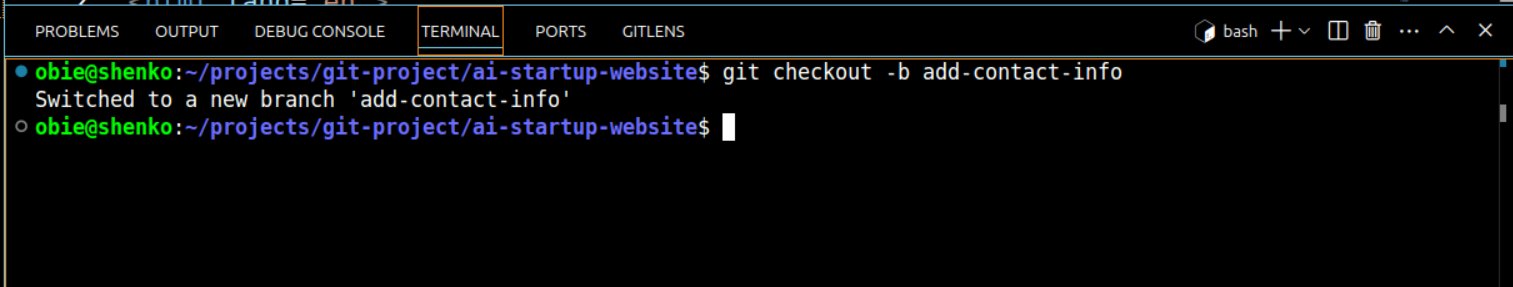 PROBLEMS OUTPUT DEBUG CONSOLE TERMINAL PORTS GITLENS bash
obie@shenko:~/projects/git-project/ai-startup-website$ git checkout -b add-contact-info
Switched to a new branch 'add-contact-info'
obie@shenko:~/projects/git-project/ai-startup-website$